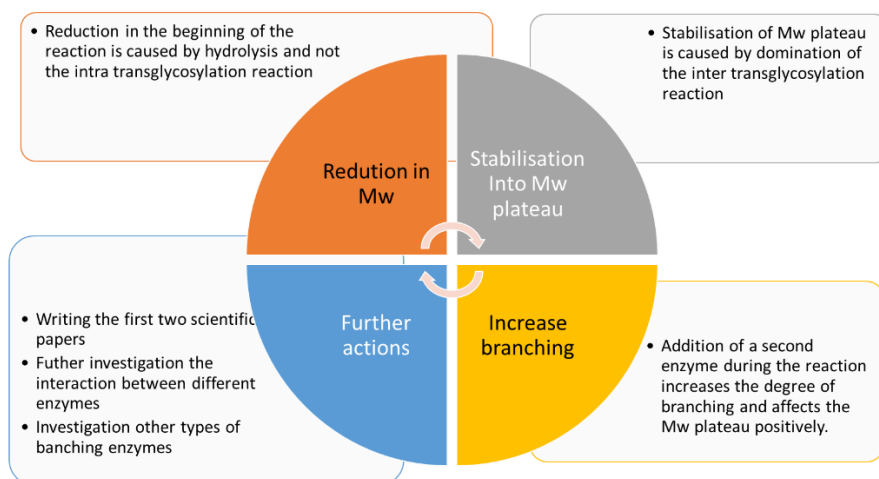 • Reduction in the beginning of the
reaction is caused by hydrolysis and not
the intra transglycosylation reaction
• Stabilisation of Mw plateau
is caused by domination of
the inter transglycosylation
reaction
Redution in
Mw
Stabilisation
Into Mw
plateau
Further
actions
Increase
branching
• Writing the first two scientific
papers
• Futher investigation the
interaction between different
enzymes
• Investigation other types of
banching enzymes
• Addition of a second
enzyme during the reaction
increases the degree of
branching and affects the
Mw plateau positively.